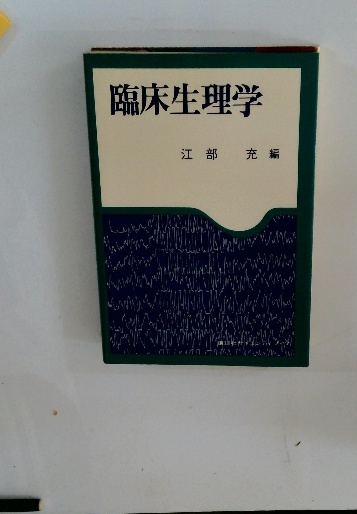 臨床生理学
江部 充 編